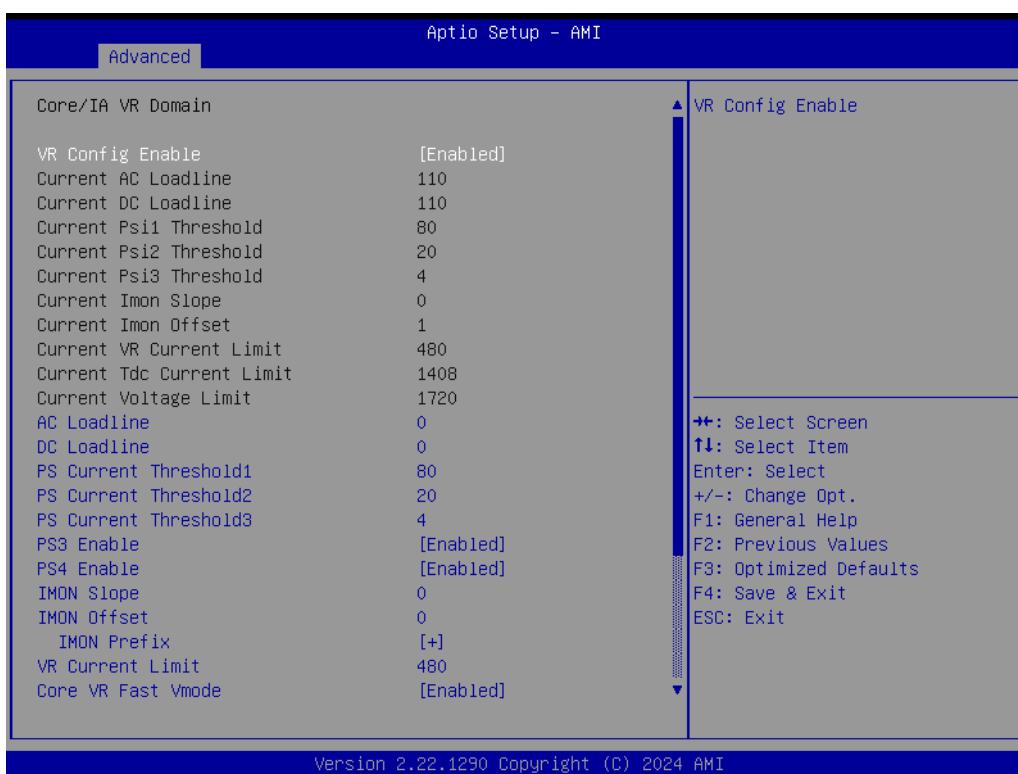 Aptio Setup – AMI
Advanced
Core/IA VR Domain
VR Config Enable [Enabled]
Current AC Loadline 110
Current DC Loadline 110
Current Psi1 Threshold 80
Current Psi2 Threshold 20
Current Psi3 Threshold 4
Current Imon Slope 0
Current Imon Offset 1
Current VR Current Limit 480
Current Tdc Current Limit 1408
Current Voltage Limit 1720
AC Loadline 0
DC Loadline 0
PS Current Threshold1 80
PS Current Threshold2 20
PS Current Threshold3 4
PS3 Enable [Enabled]
PS4 Enable [Enabled]
IMON Slope 0
IMON Offset 0
IMON Prefix [+]
VR Current Limit 480
Core VR Fast Vmode [Enabled]
VR Config Enable
→←: Select Screen
↑↓: Select Item
Enter: Select
+/-: Change Opt.
F1: General Help
F2: Previous Values
F3: Optimized Defaults
F4: Save & Exit
ESC: Exit
Version 2.22.1290 Copyright (C) 2024 AMI